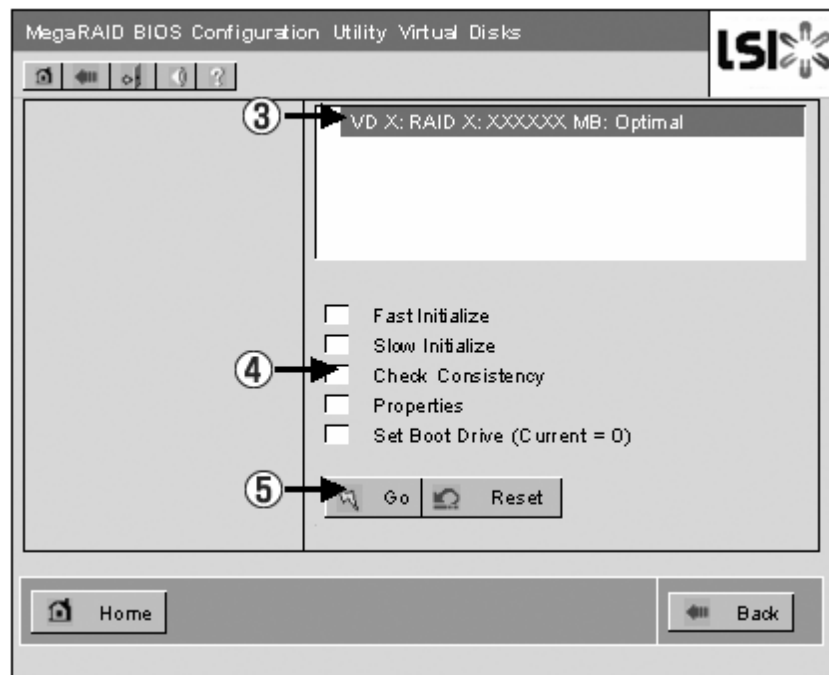 MegaRAID BIOS Configuration Utility Virtual Disks
LSI
?
③ VD X: RAID X: XXXXXX MB: Optimal
Fast Initialize
Slow Initialize
④ Check Consistency
Properties
Set Boot Drive (Current = 0)
⑤ Go Reset
Home Back